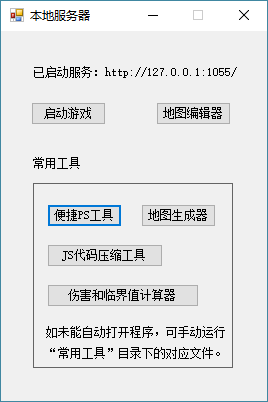 本地服务器
已启动服务：http://127.0.0.1:1055/
启动游戏
地图编辑器
常用工具
便捷PS工具
地图生成器
JS代码压缩工具
伤害和临界值计算器
如未能自动打开程序，可手动运行
“常用工具”目录下的对应文件。